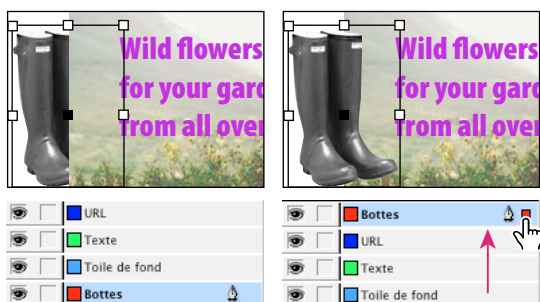 Wild flowers
for your gard
from all over
URL
Texte
Toile de fond
Bottes
Wild flowers
for your gard
from all over
Bottes
URL
Texte
Toile de fond